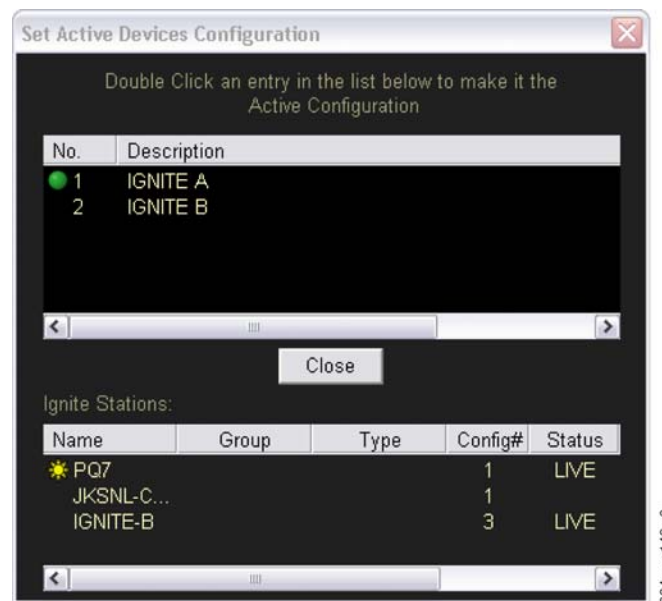 Set Active Devices Configuration
Double Click an entry in the list below to make it the
Active Configuration
No. Description
1 IGNITE A
2 IGNITE B
Close
Ignite Stations:
Name Group Type Config# Status
PQ7 1 LIVE
JKSNL-C... 1
IGNITE-B 3 LIVE